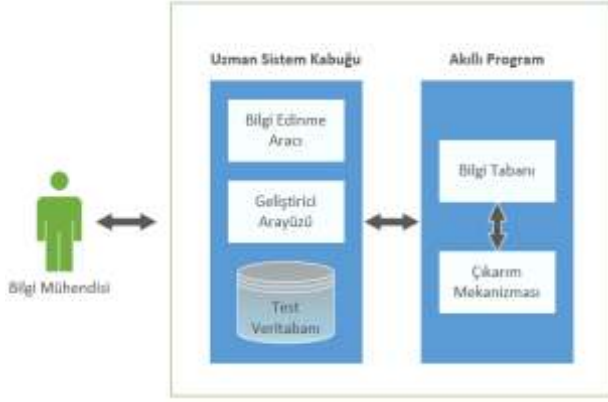 Uzman Sistem Kabuğu
Akıllı Program
Bilgi Edinme
Aracı
Geliştirici
Arayüzü
Test
Veritabanı
Bilgi Tabanı
Çıkarım
Mekanizması
Bilgi Mühendisi